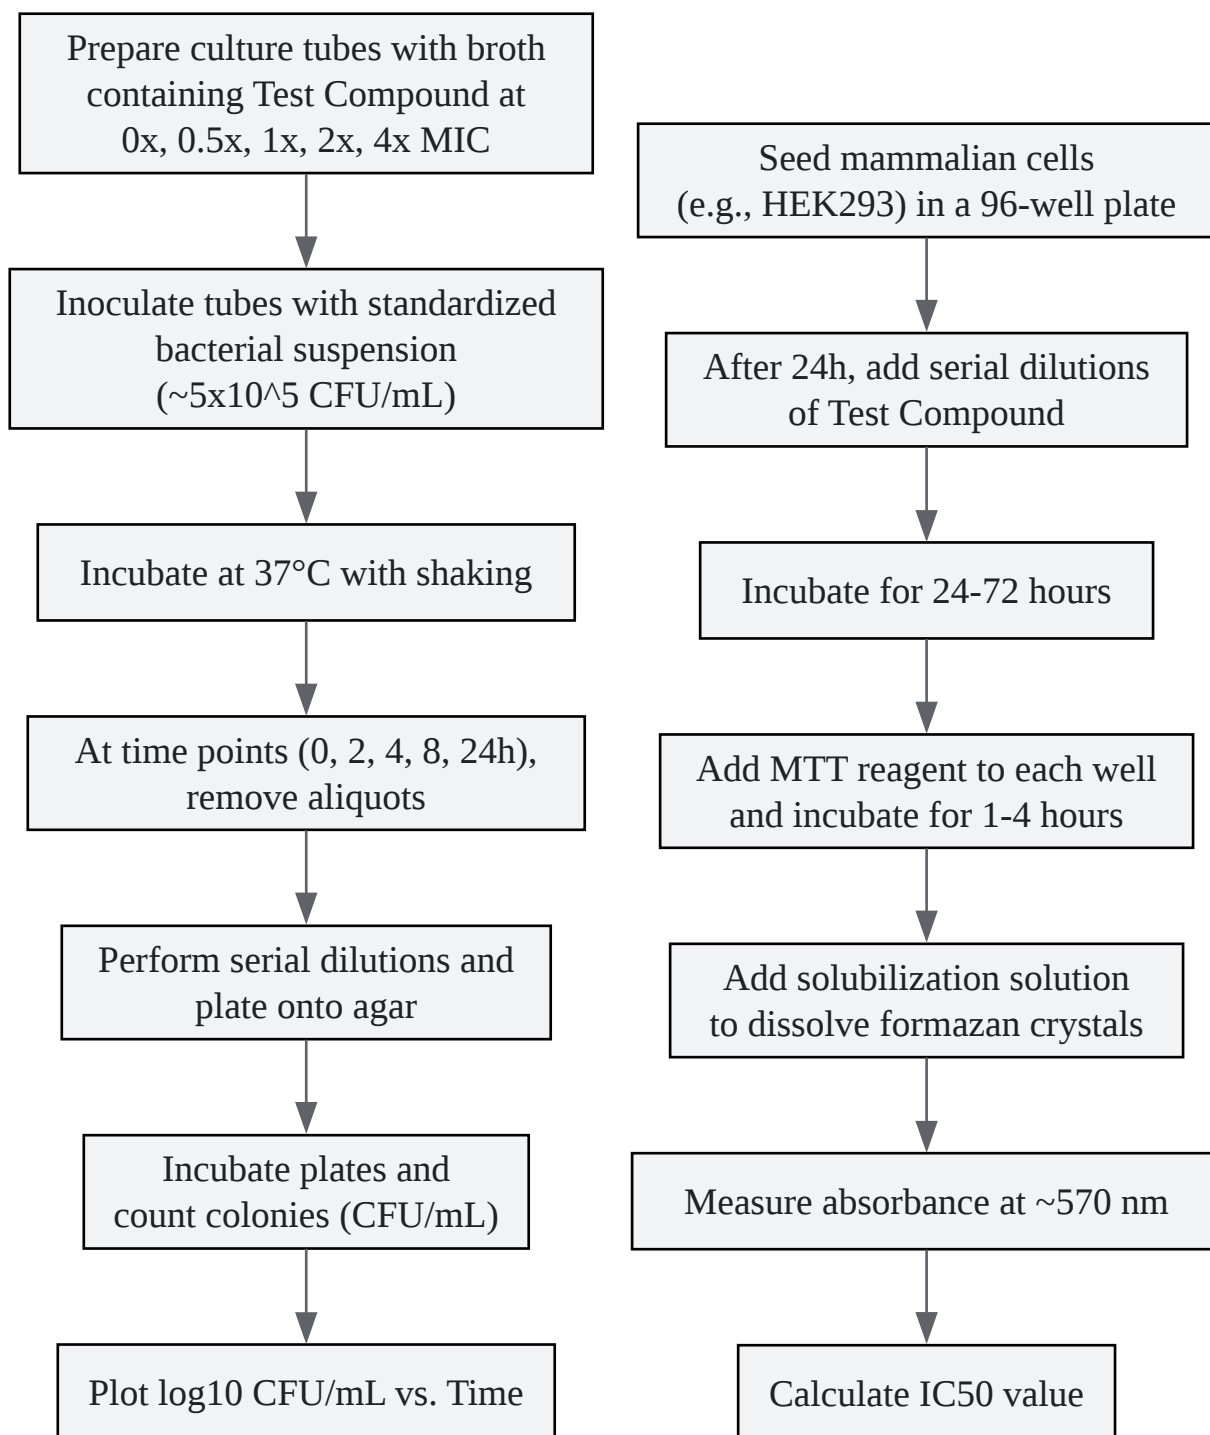 Prepare culture tubes with broth
containing Test Compound at
0x, 0.5x, 1x, 2x, 4x MIC
Inoculate tubes with standardized
bacterial suspension
(~5x10^5 CFU/mL)
Incubate at 37°C with shaking
At time points (0, 2, 4, 8, 24h),
remove aliquots
Perform serial dilutions and
plate onto agar
Incubate plates and
count colonies (CFU/mL)
Plot log10 CFU/mL vs. Time
Seed mammalian cells
(e.g., HEK293) in a 96-well plate
After 24h, add serial dilutions
of Test Compound
Incubate for 24-72 hours
Add MTT reagent to each well
and incubate for 1-4 hours
Add solubilization solution
to dissolve formazan crystals
Measure absorbance at ~570 nm
Calculate IC50 value